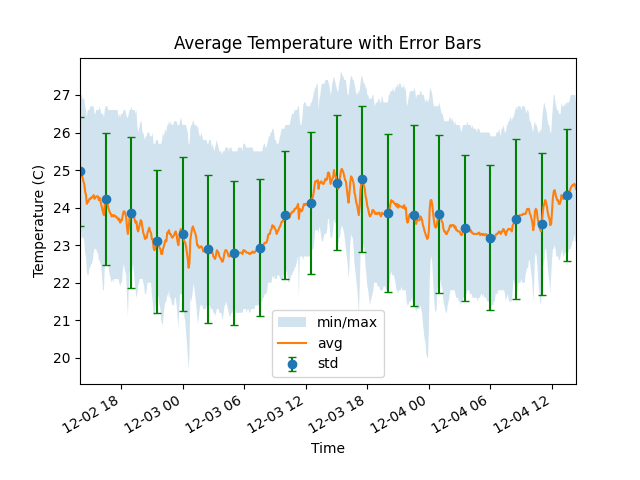 Average Temperature with Error Bars
Temperature (C)
27
26
25
24
23
22
21
20
min/max
avg
std
12-02 18
12-03 00
12-03 06
12-03 12
12-03 18
12-04 00
12-04 06
12-04 12
Time